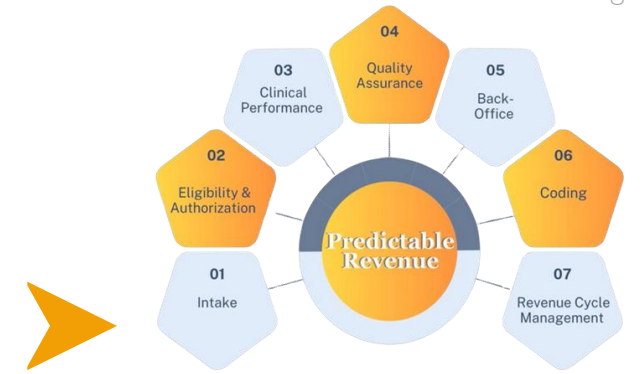 01
Intake
02
Eligibility &
Authorization
03
Clinical
Performance
04
Quality
Assurance
05
Back-
Office
06
Coding
07
Revenue Cycle
Management
Predictable
Revenue